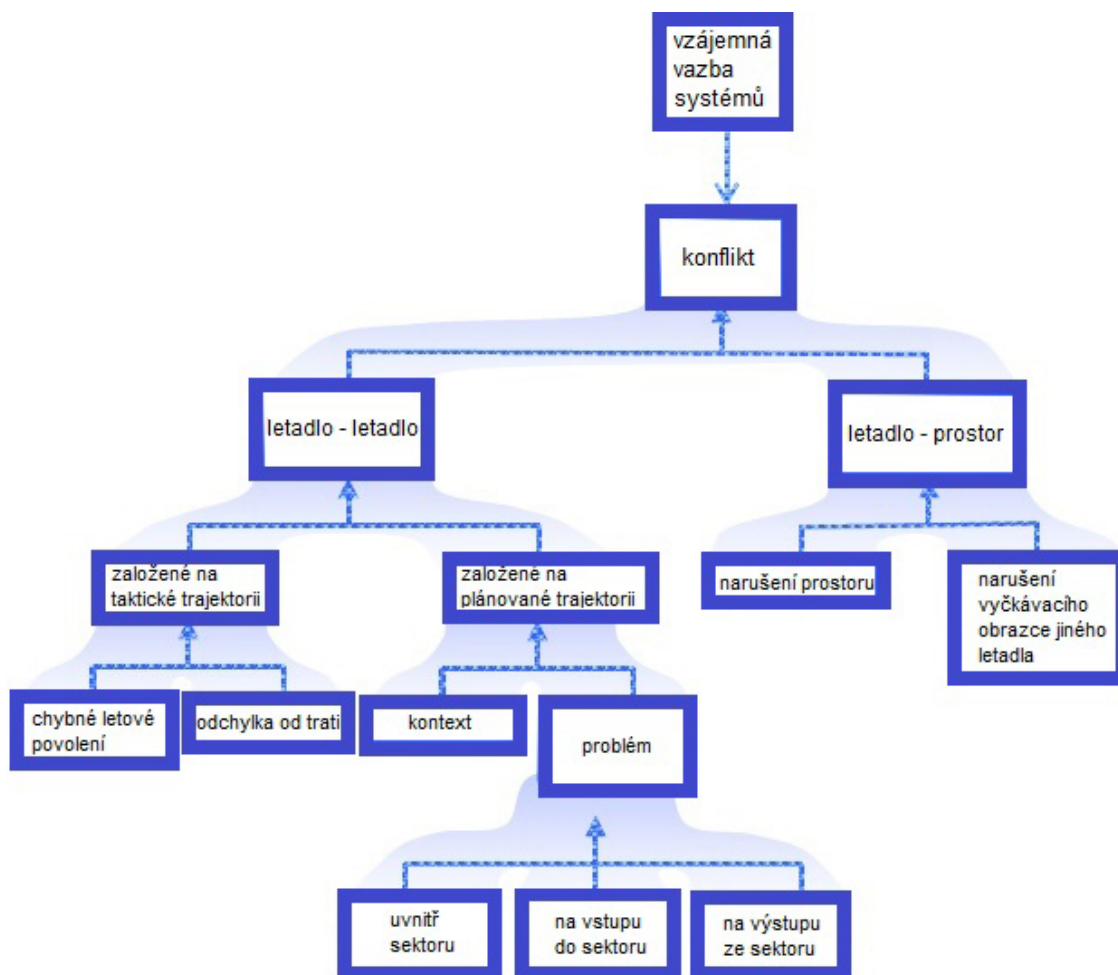 vzájemná
vazba
systémů
konflikt
letadlo - letadlo
letadlo - prostor
založené na
taktické trajektorii
založené na
plánované trajektorii
narušení prostoru
narušení
vyčkávacího
obrazce jiného
letadla
chybné letové
povolení
odchylka od trati
kontext
problém
uvnitř
sektoru
na vstupu
do sektoru
na výstupu
ze sektoru